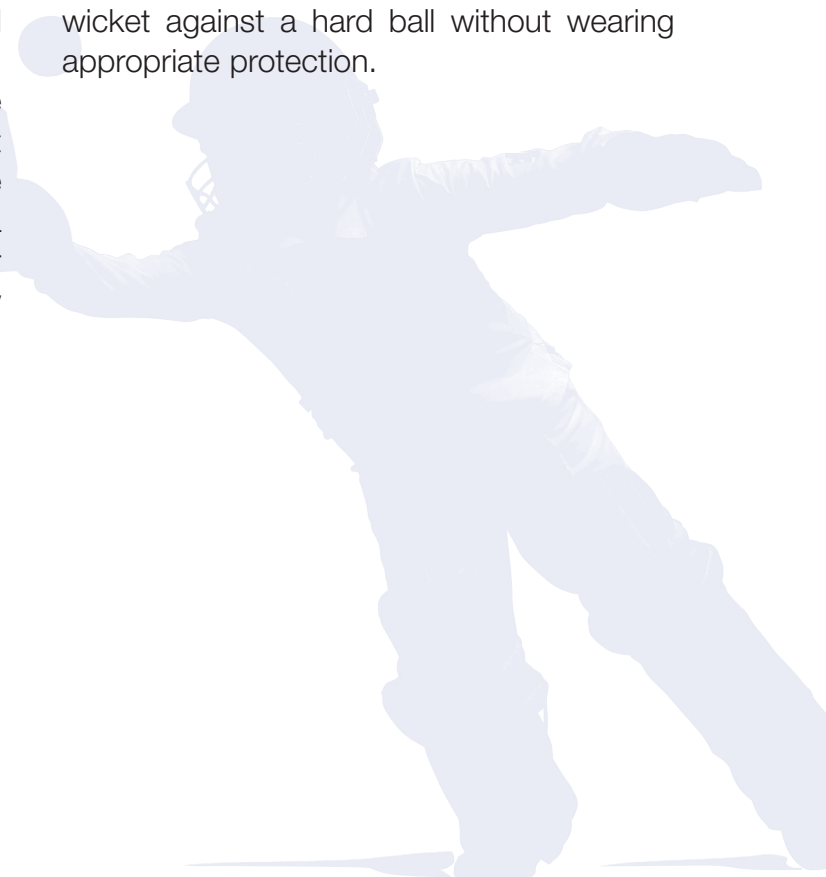 wicket against a hard ball without wearing
appropriate protection.